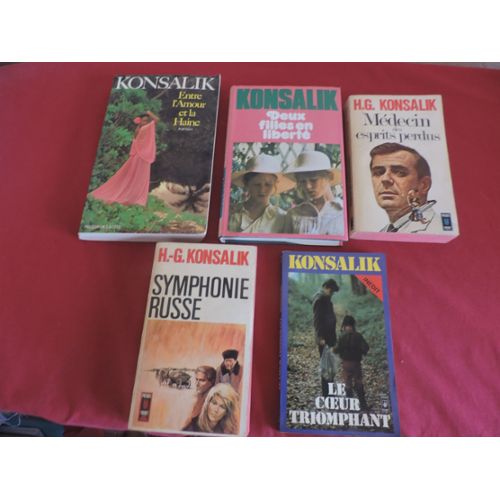 KONSALIK
Entre
l'Amour
et la
Haine
KONSALIK
Deux
filles en
liberté
H.G. KONSALIK
Médecin
des
esprits perdus
H.-G. KONSALIK
SYMPHONIE
RUSSE
KONSALIK
INÉDIT
LE
CŒUR
TRIOMPHANT